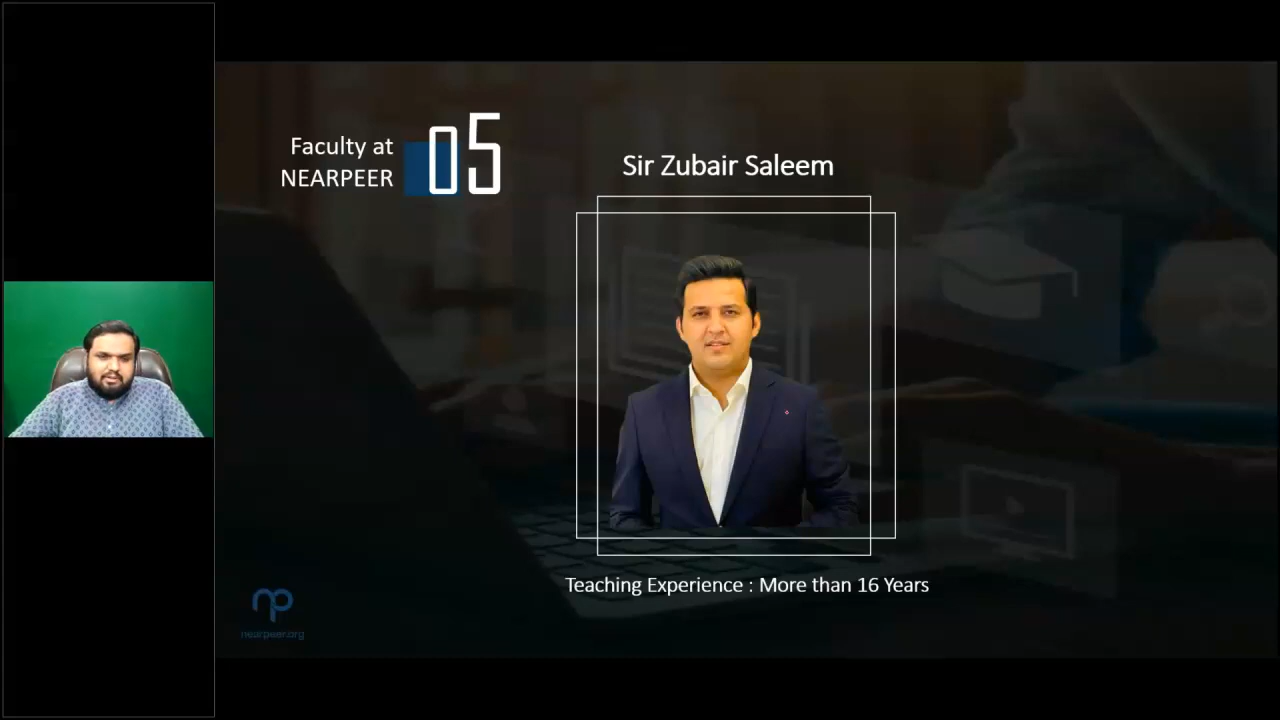 Faculty at
NEARPEER
05
Sir Zubair Saleem
Teaching Experience : More than 16 Years
np
nearpeer.org